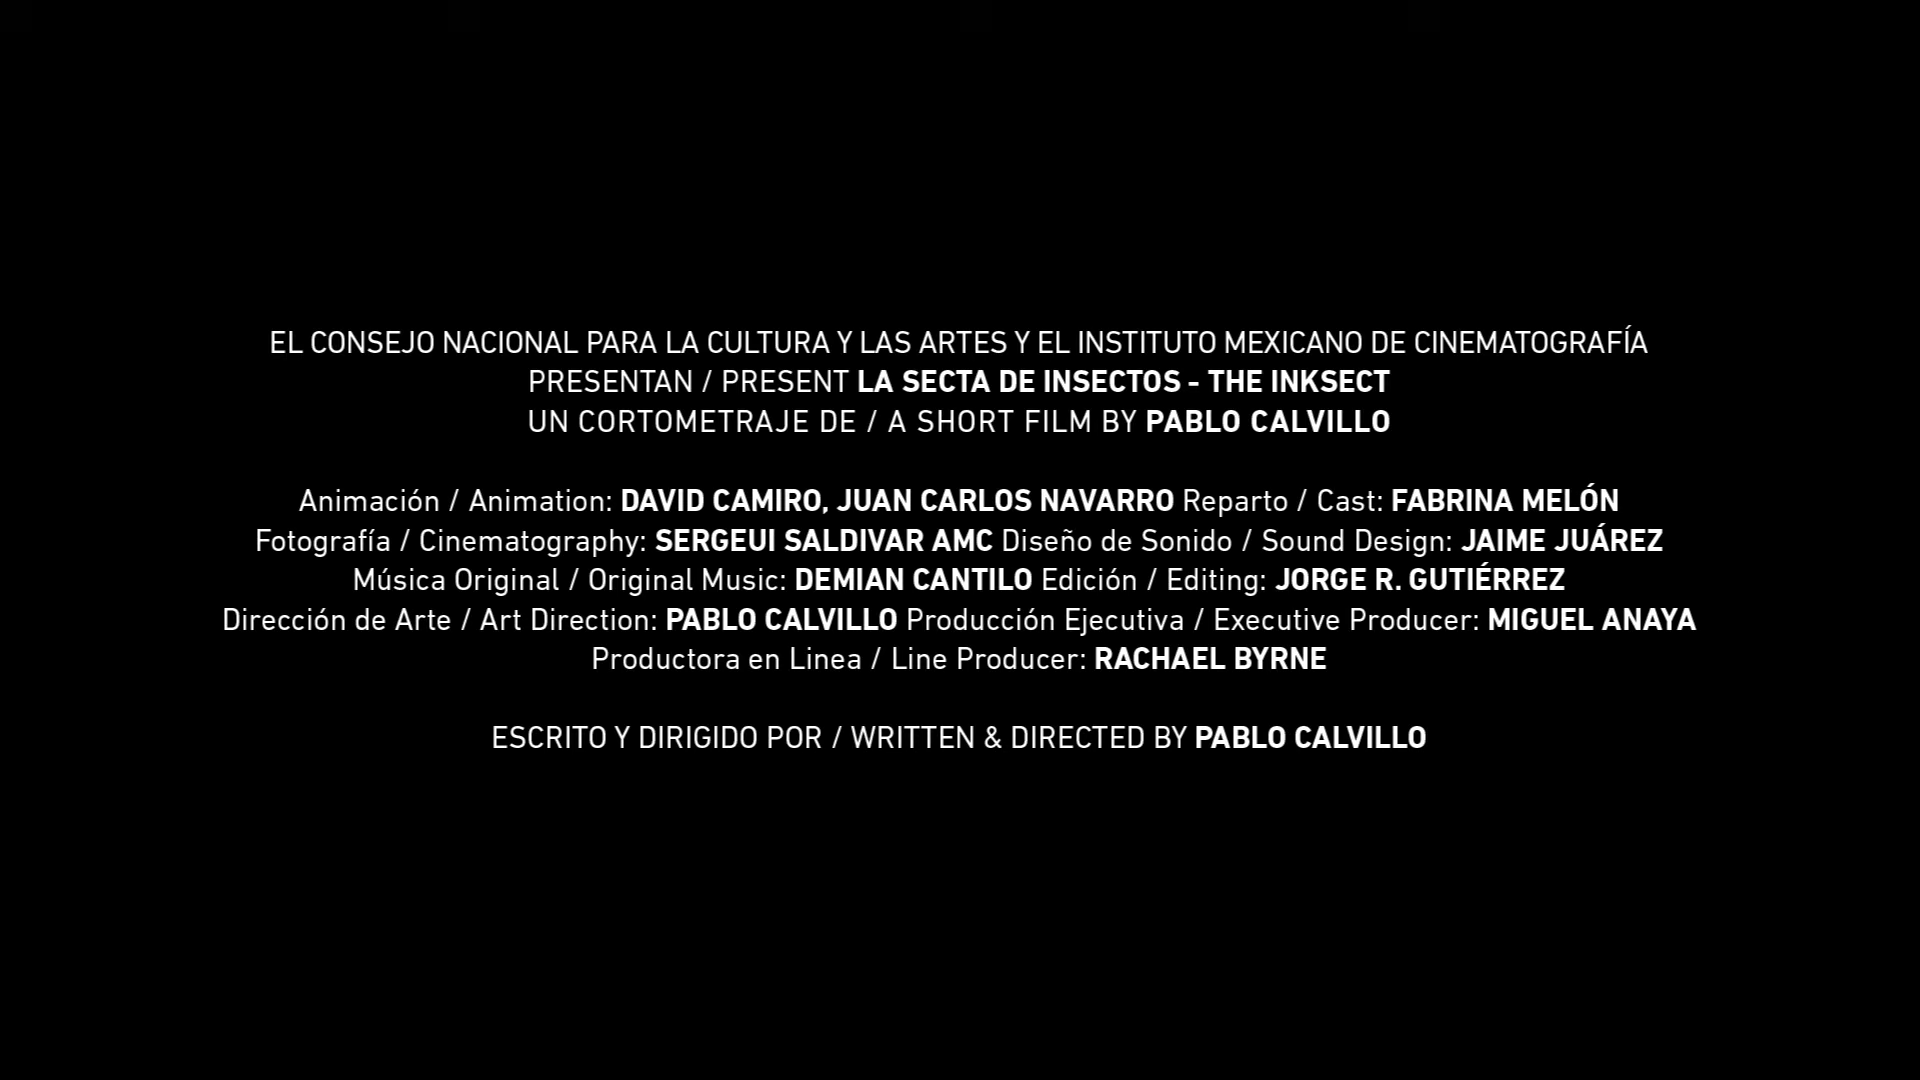 EL CONSEJO NACIONAL PARA LA CULTURA Y LAS ARTES Y EL INSTITUTO MEXICANO DE CINEMATOGRAFÍA
PRESENTAN / PRESENT LA SECTA DE INSECTOS - THE INKSECT
UN CORTOMETRAJE DE / A SHORT FILM BY PABLO CALVILLO
Animación / Animation: DAVID CAMIRO, JUAN CARLOS NAVARRO Reparto / Cast: FABRINA MELÓN
Fotografía / Cinematography: SERGEUI SALDIVAR AMC Diseño de Sonido / Sound Design: JAIME JUÁREZ
Música Original / Original Music: DEMIAN CANTILO Edición / Editing: JORGE R. GUTIÉRREZ
Dirección de Arte / Art Direction: PABLO CALVILLO Producción Ejecutiva / Executive Producer: MIGUEL ANAYA
Productora en Linea / Line Producer: RACHAEL BYRNE
ESCRITO Y DIRIGIDO POR / WRITTEN & DIRECTED BY PABLO CALVILLO